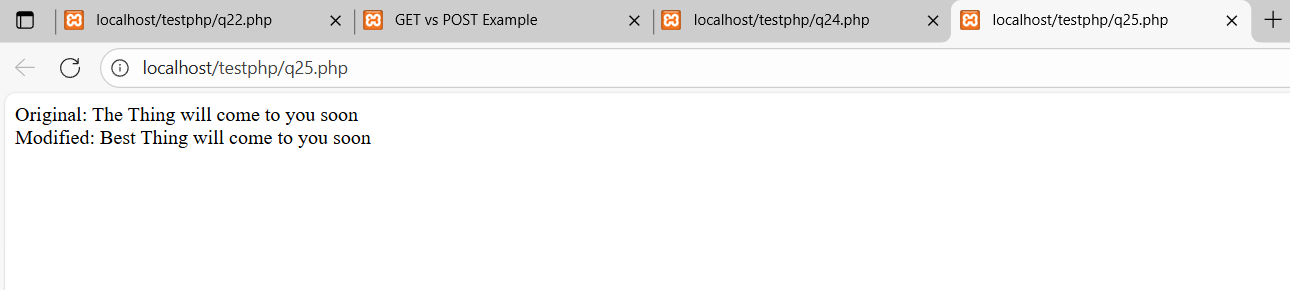 localhost/testphp/q22.php
GET vs POST Example
localhost/testphp/q24.php
localhost/testphp/q25.php
localhost/testphp/q25.php
Original: The Thing will come to you soon
Modified: Best Thing will come to you soon